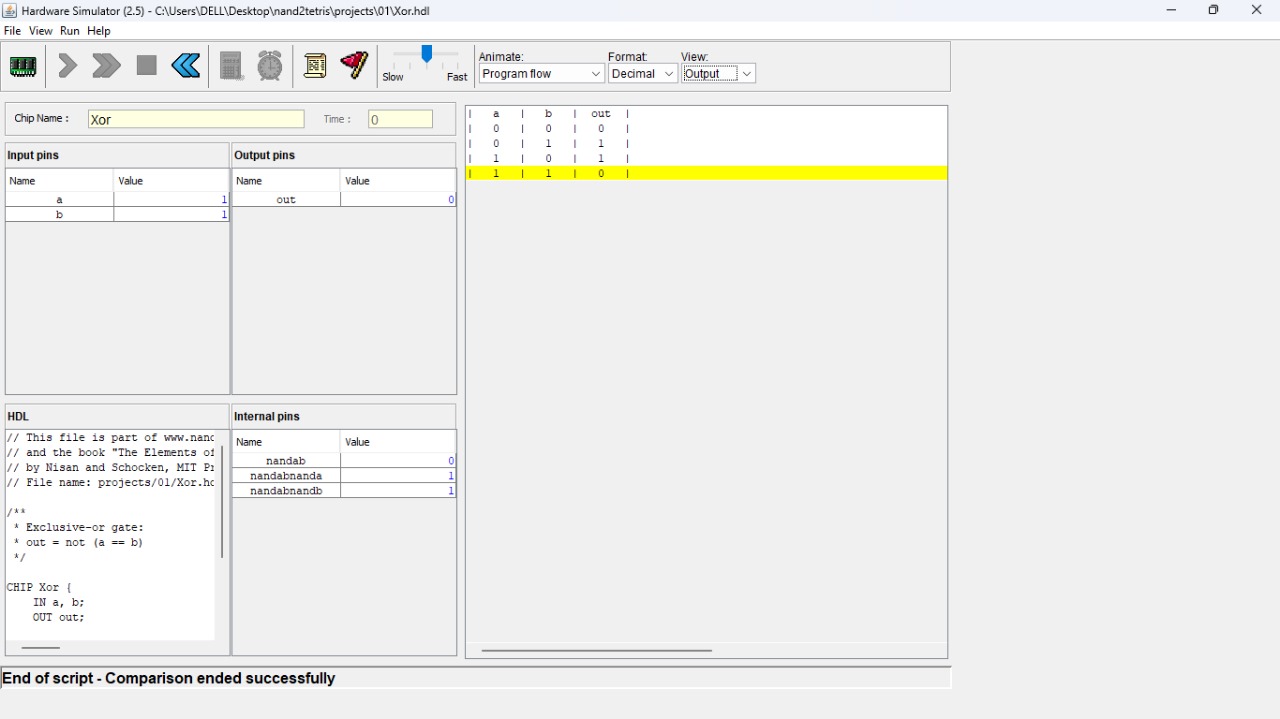 Hardware Simulator (2.5) - C:\Users\DELL\Desktop\nand2tetris\projects\01\Xor.hdl
File View Run Help
Slow Fast
Animate: Format: View:
Program flow Decimal Output
Chip Name : Xor Time : 0
Input pins
Name Value
a 1
b 1
Output pins
Name Value
out 0
| a | b | out |
| 0 | 0 | 0 |
| 0 | 1 | 1 |
| 1 | 0 | 1 |
| 1 | 1 | 0 |
HDL
// This file is part of www.nand
// and the book "The Elements of
// by Nisan and Schocken, MIT Pr
// File name: projects/01/Xor.hd
/**
* Exclusive-or gate:
* out = not (a == b)
*/
CHIP Xor {
IN a, b;
OUT out;
Internal pins
Name Value
nandab 0
nandabnanda 1
nandabnandb 1
End of script - Comparison ended successfully